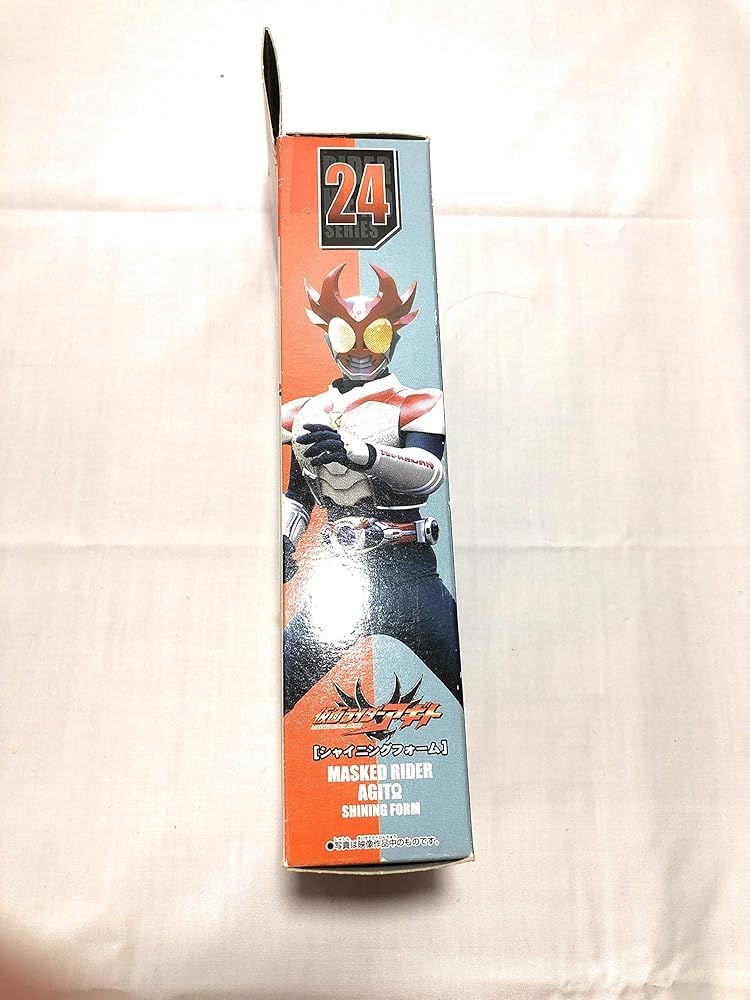 RIDER
24
SERIES
仮面ライダーアギト
[シャイニングフォーム]
MASKED RIDER
AGITΩ
SHINING FORM
●写真は映像作品中のものです。